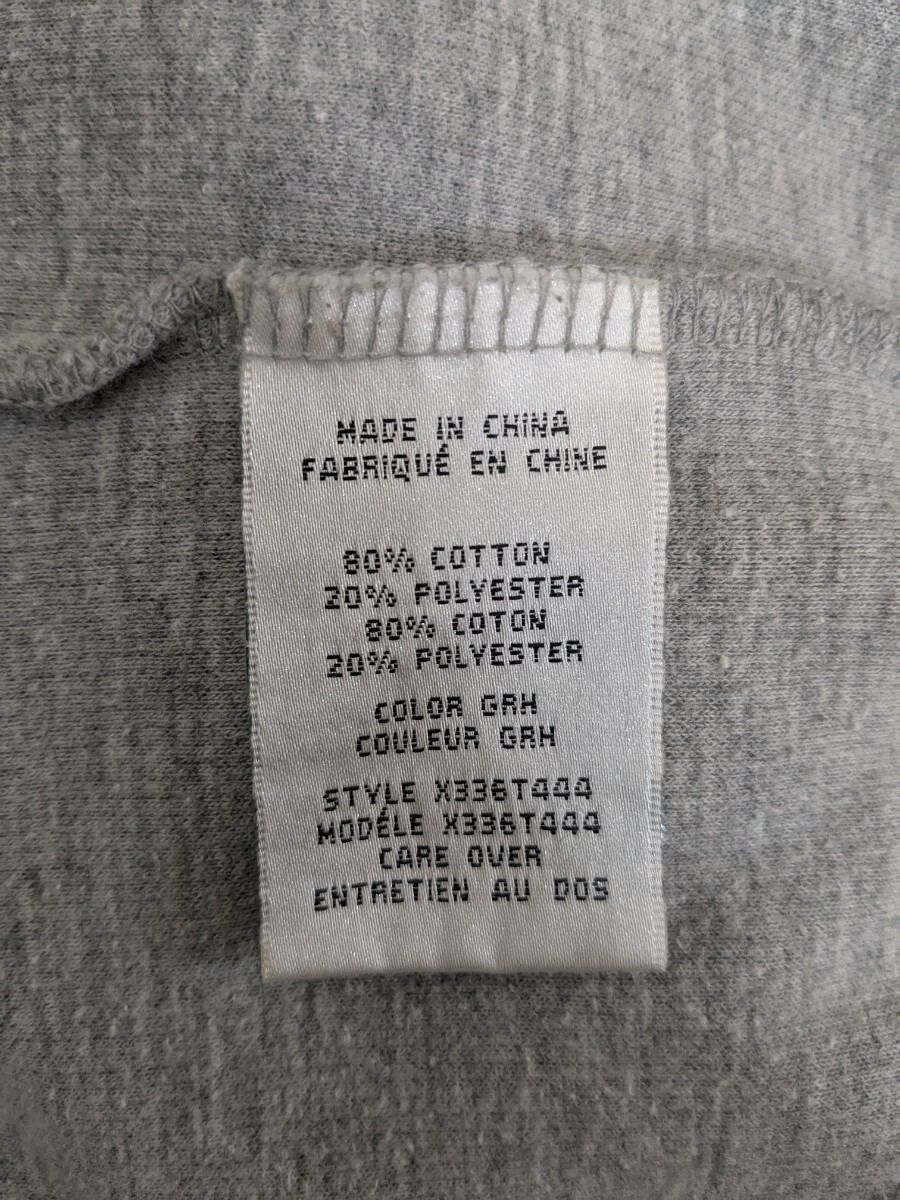 MADE IN CHINA
FABRIQUÉ EN CHINE
80% COTTON
20% POLYESTER
80% COTON
20% POLYESTER
COLOR GRH
COULEUR GRH
STYLE X336T444
MODÉLE X336T444
CARE OVER
ENTRETIEN AU DOS